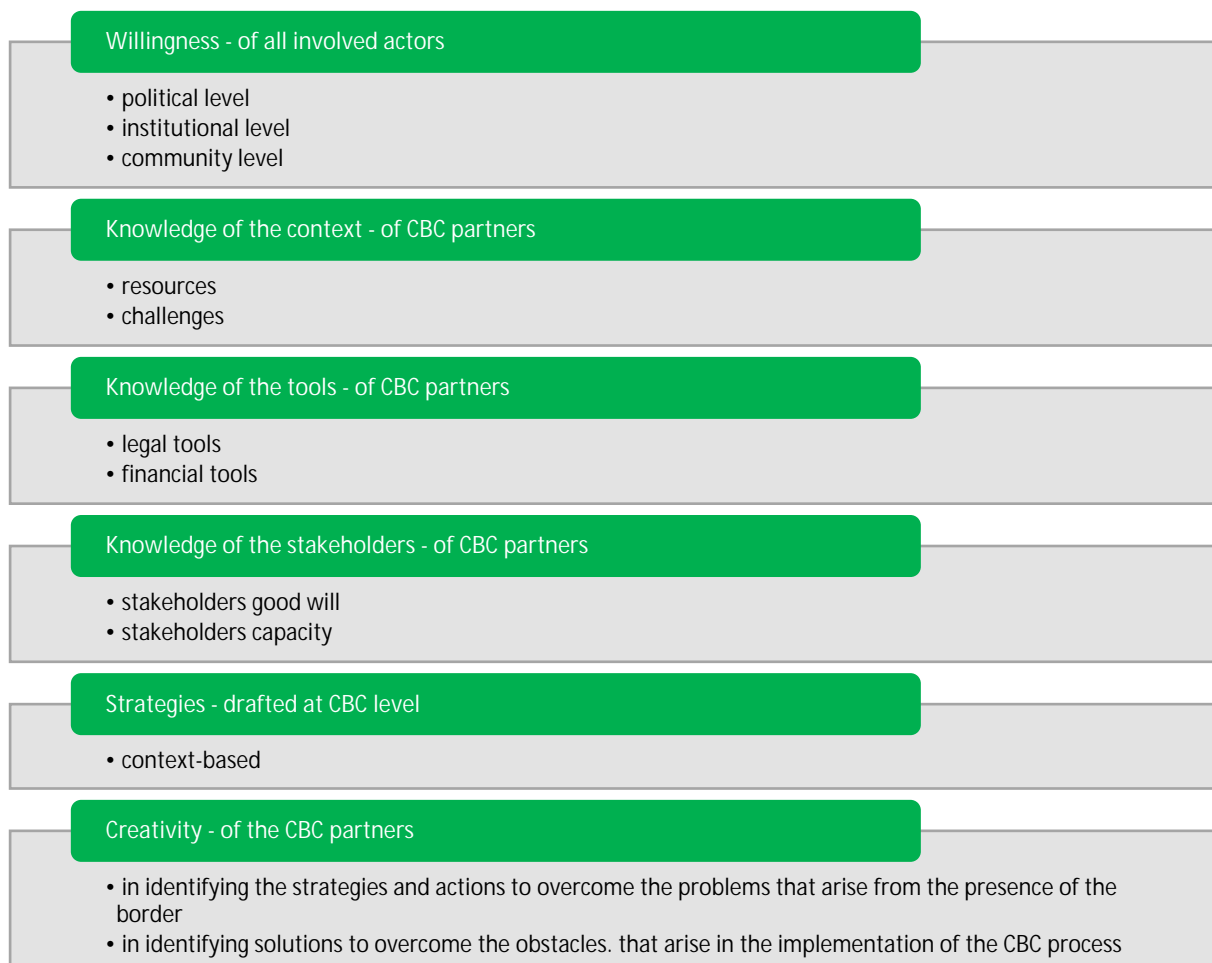 Willingness - of all involved actors
• political level
• institutional level
• community level
Knowledge of the context - of CBC partners
• resources
• challenges
Knowledge of the tools - of CBC partners
• legal tools
• financial tools
Knowledge of the stakeholders - of CBC partners
• stakeholders good will
• stakeholders capacity
Strategies - drafted at CBC level
• context-based
Creativity - of the CBC partners
• in identifying the strategies and actions to overcome the problems that arise from the presence of the
border
• in identifying solutions to overcome the obstacles. that arise in the implementation of the CBC process